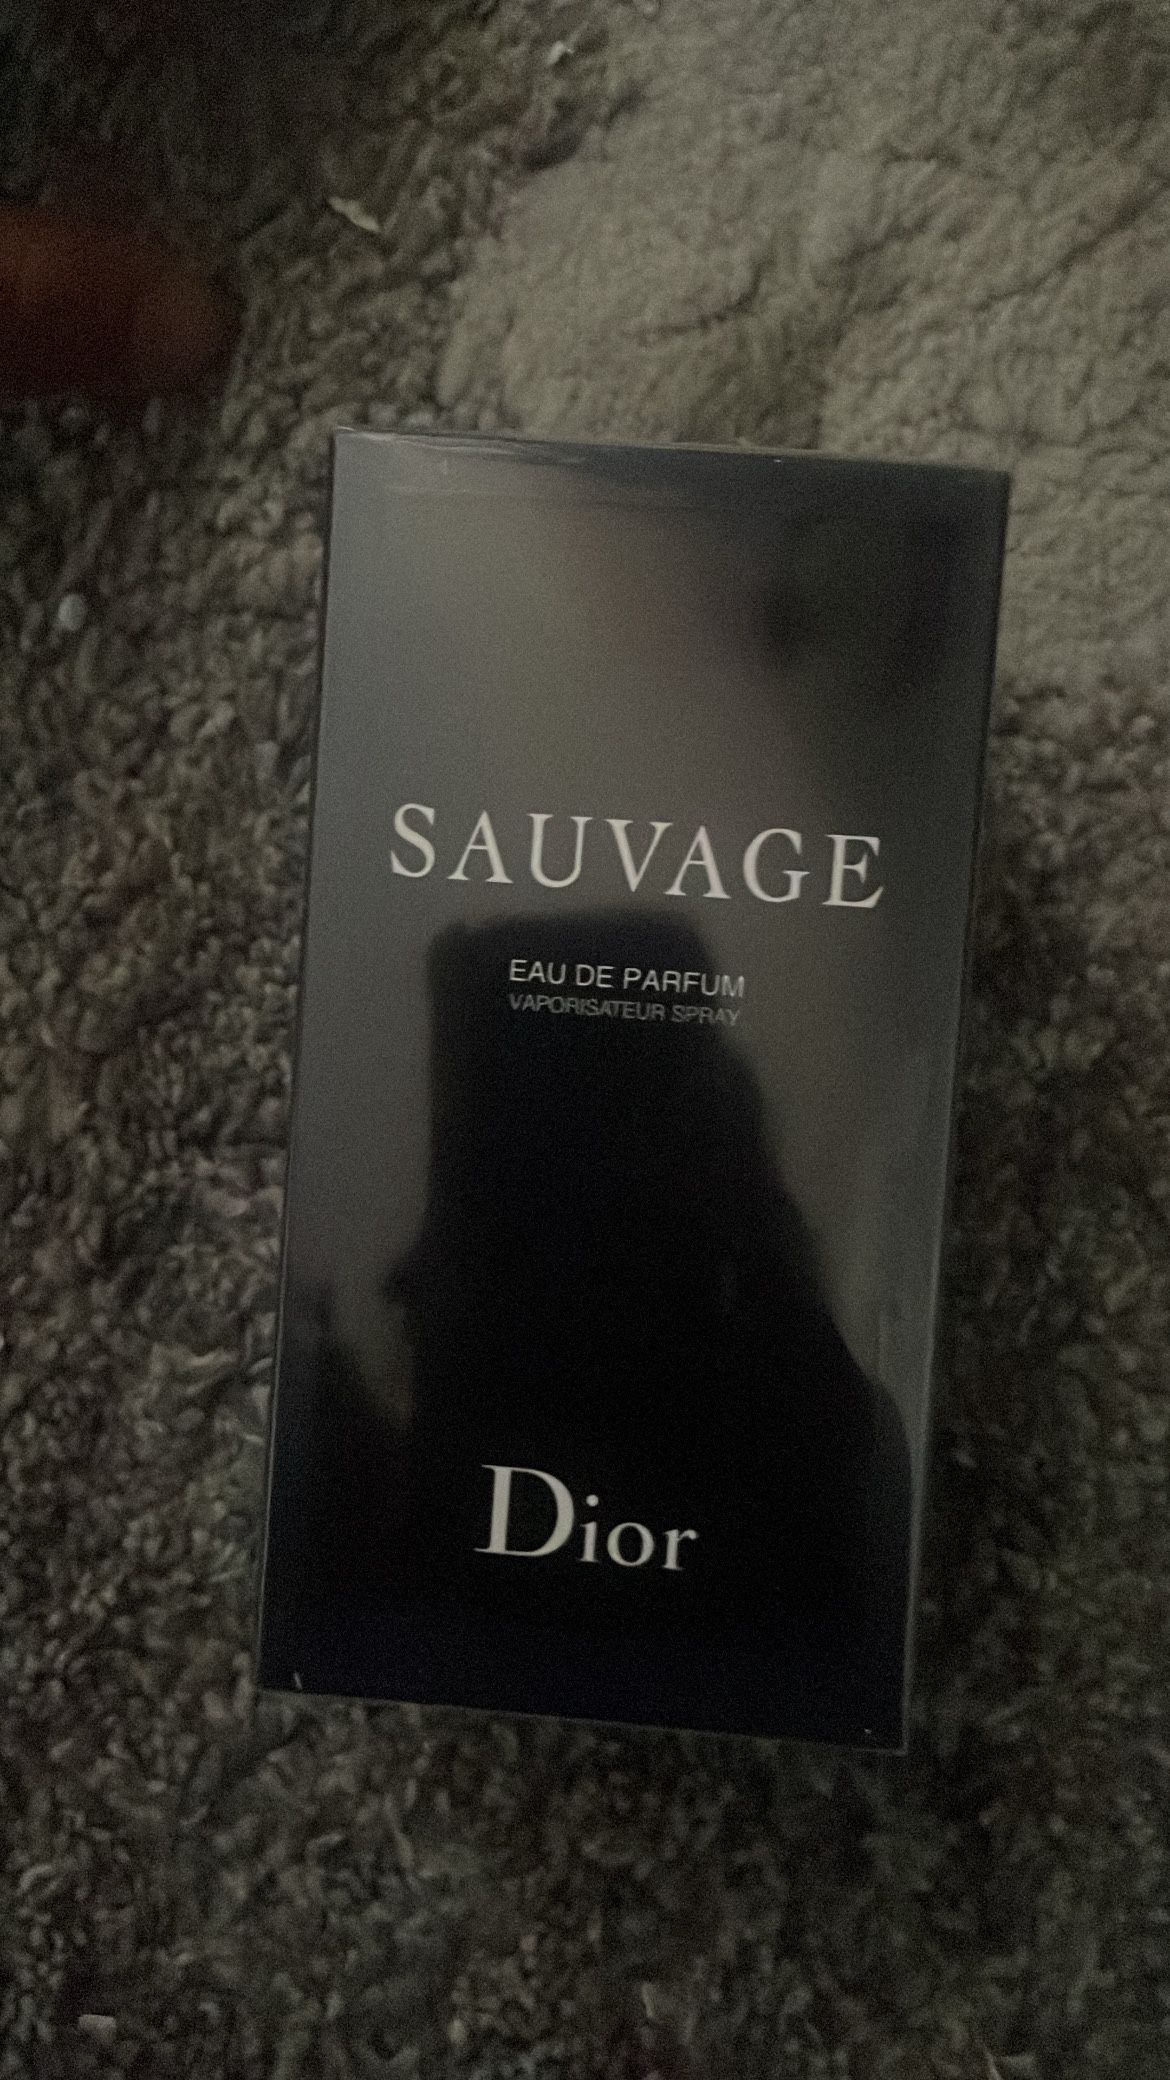 SAUVAGE
EAU DE PARFUM
VAPORISATEUR SPRAY
Dior